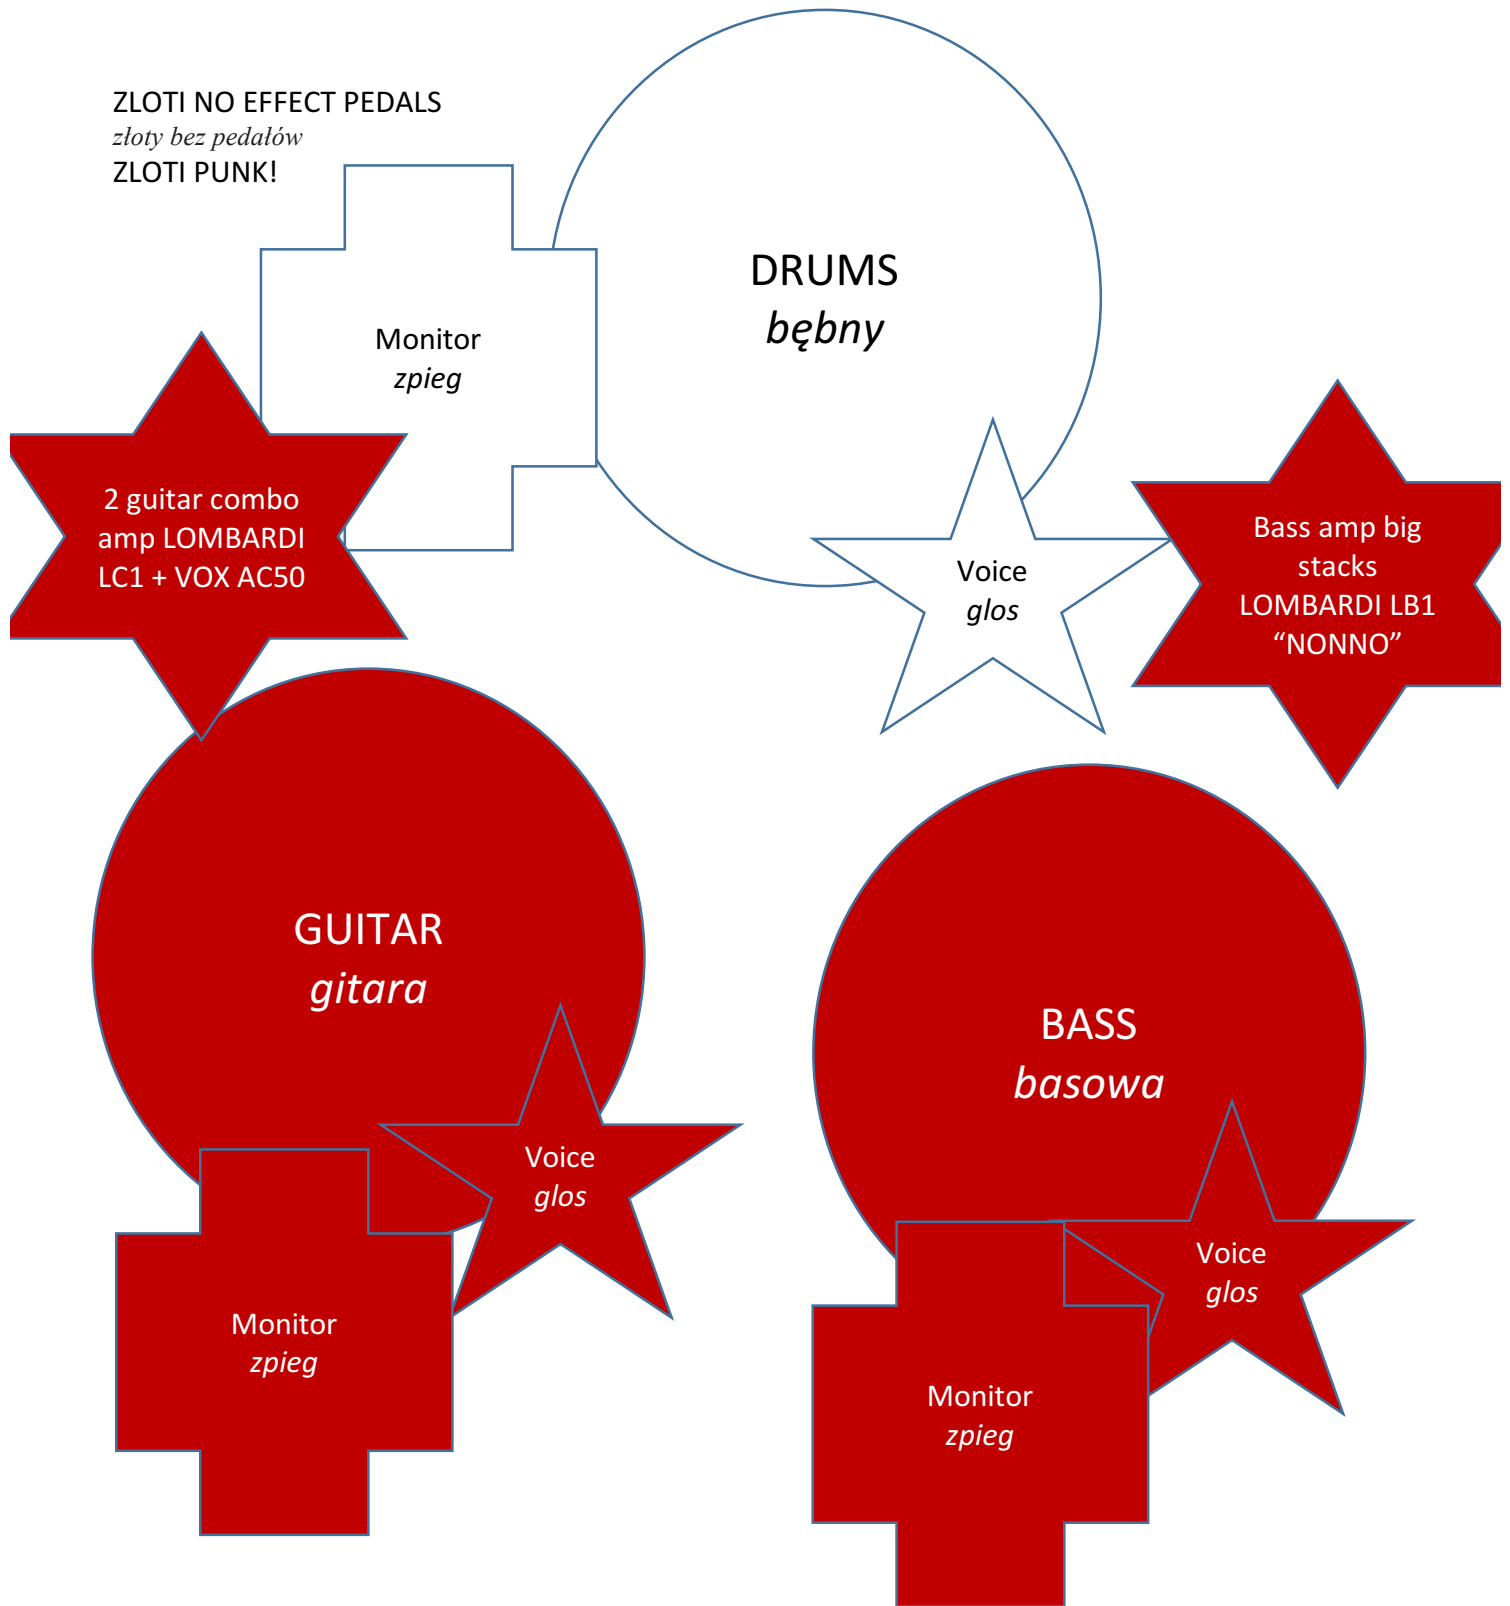 ZLOTI NO EFFECT PEDALS
złoty bez pedałów
ZLOTI PUNK!
DRUMS
bębny
Monitor
zpieg
2 guitar combo
amp LOMBARDI
LC1 + VOX AC50
Voice
glos
Bass amp big
stacks
LOMBARDI LB1
“NONNO”
GUITAR
gitara
BASS
basowa
Voice
glos
Voice
glos
Monitor
zpieg
Monitor
zpieg